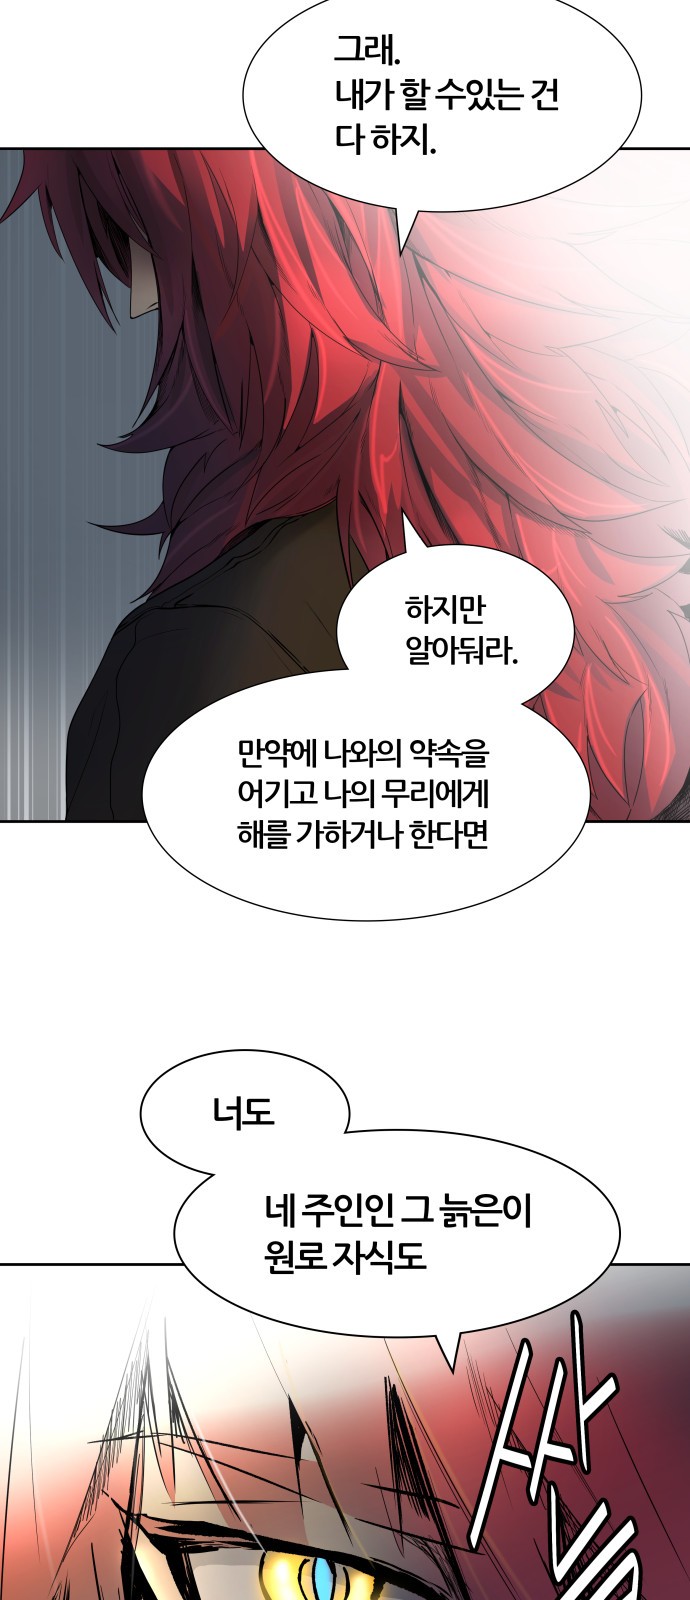 그래.
내가 할 수있는 건
다 하지.
하지만
알아둬라.
만약에 나와의 약속을
어기고 나의 무리에게
해를 가하거나 한다면
너도
네 주인인 그 늙은이
원로 자식도